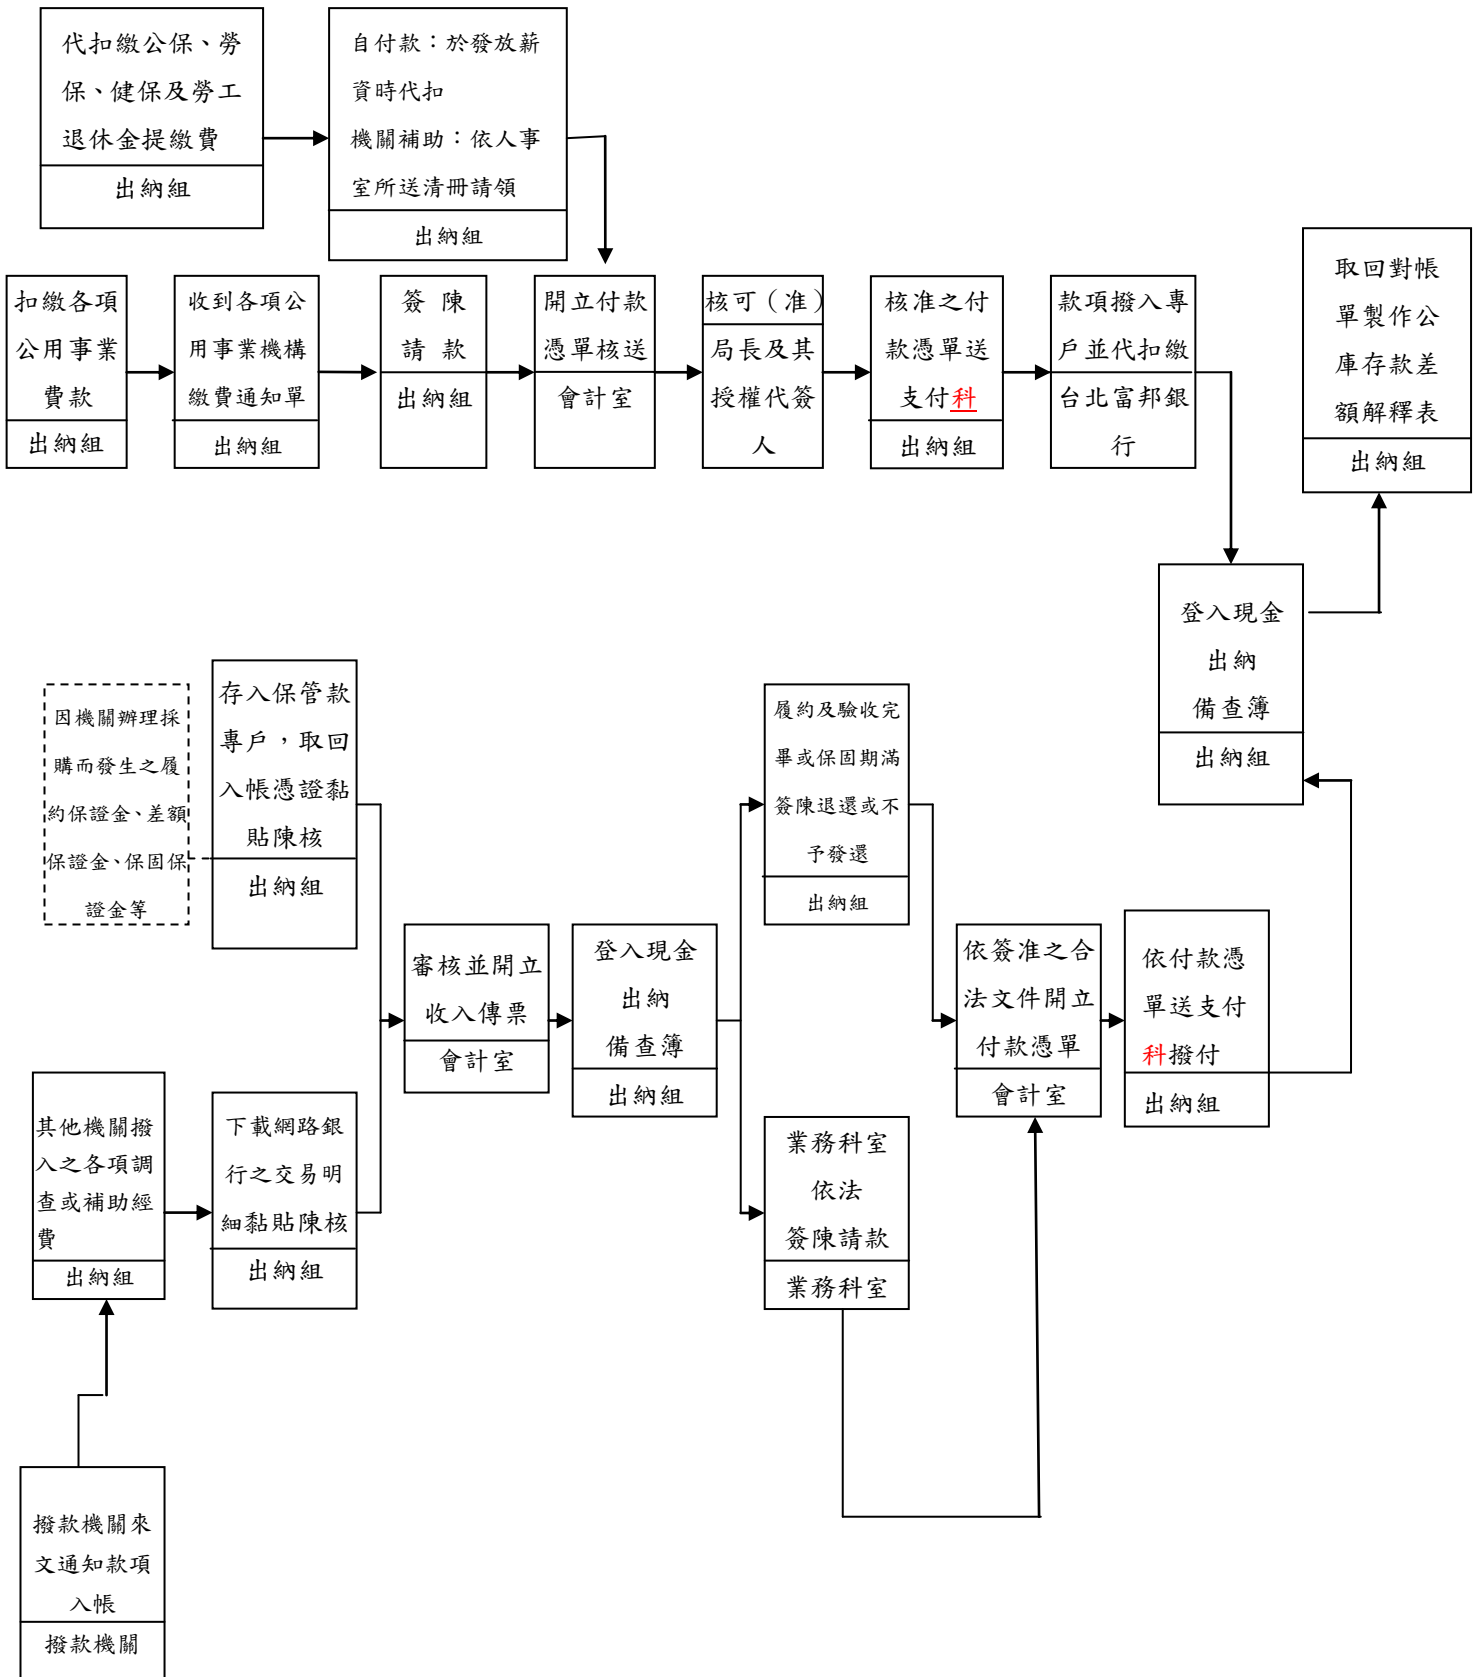 代扣繳公保、勞
保、健保及勞工
退休金提繳費
出納組
自付款：於發放薪
資時代扣
機關補助：依人事
室所送清冊請領
出納組
扣繳各項
公用事業
費款
出納組
收到各項公
用事業機構
繳費通知單
出納組
簽陳
請款
出納組
開立付款
憑單核送
會計室
核可（准）
局長及其
授權代簽
人
核准之付
款憑單送
支付科
出納組
款項撥入專
戶並代扣繳
台北富邦銀
行
取回對帳
單製作公
庫存款差
額解釋表
出納組
登入現金
出納
備查簿
出納組
因機關辦理採
購而發生之履
約保證金、差額
保證金、保固保
證金等
存入保管款
專戶，取回
入帳憑證黏
貼陳核
出納組
履約及驗收完
畢或保固期滿
簽陳退還或不
予發還
出納組
審核並開立
收入傳票
會計室
登入現金
出納
備查簿
出納組
依簽准之合
法文件開立
付款憑單
會計室
依付款憑
單送支付
科撥付
出納組
其他機關撥
入之各項調
查或補助經
費
出納組
下載網路銀
行之交易明
細黏貼陳核
出納組
業務科室
依法
簽陳請款
業務科室
撥款機關來
文通知款項
入帳
撥款機關